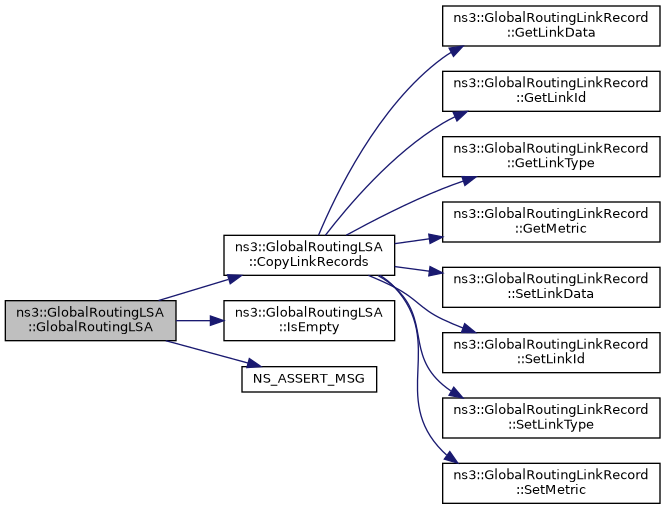 ns3::GlobalRoutingLSA
::GlobalRoutingLSA
ns3::GlobalRoutingLSA
::CopyLinkRecords
ns3::GlobalRoutingLSA
::IsEmpty
NS_ASSERT_MSG
ns3::GlobalRoutingLinkRecord
::GetLinkData
ns3::GlobalRoutingLinkRecord
::GetLinkId
ns3::GlobalRoutingLinkRecord
::GetLinkType
ns3::GlobalRoutingLinkRecord
::GetMetric
ns3::GlobalRoutingLinkRecord
::SetLinkData
ns3::GlobalRoutingLinkRecord
::SetLinkId
ns3::GlobalRoutingLinkRecord
::SetLinkType
ns3::GlobalRoutingLinkRecord
::SetMetric